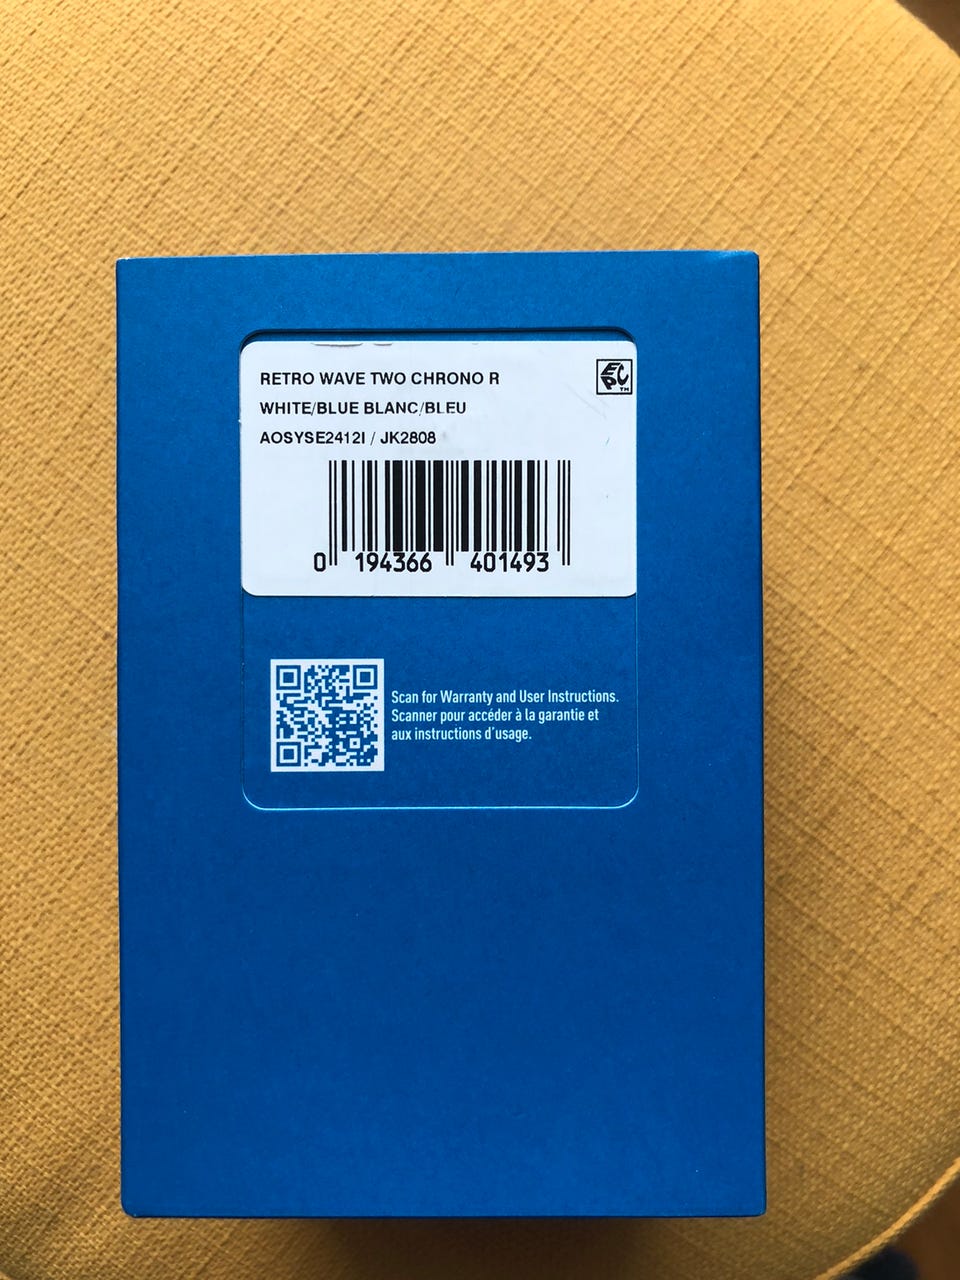 RETRO WAVE TWO CHRONO R
WHITE/BLUE BLANC/BLEU
AOSYSE2412I / JK2808
EPC™
0 194366 401493
Scan for Warranty and User Instructions.
Scanner pour accéder à la garantie et
aux instructions d'usage.